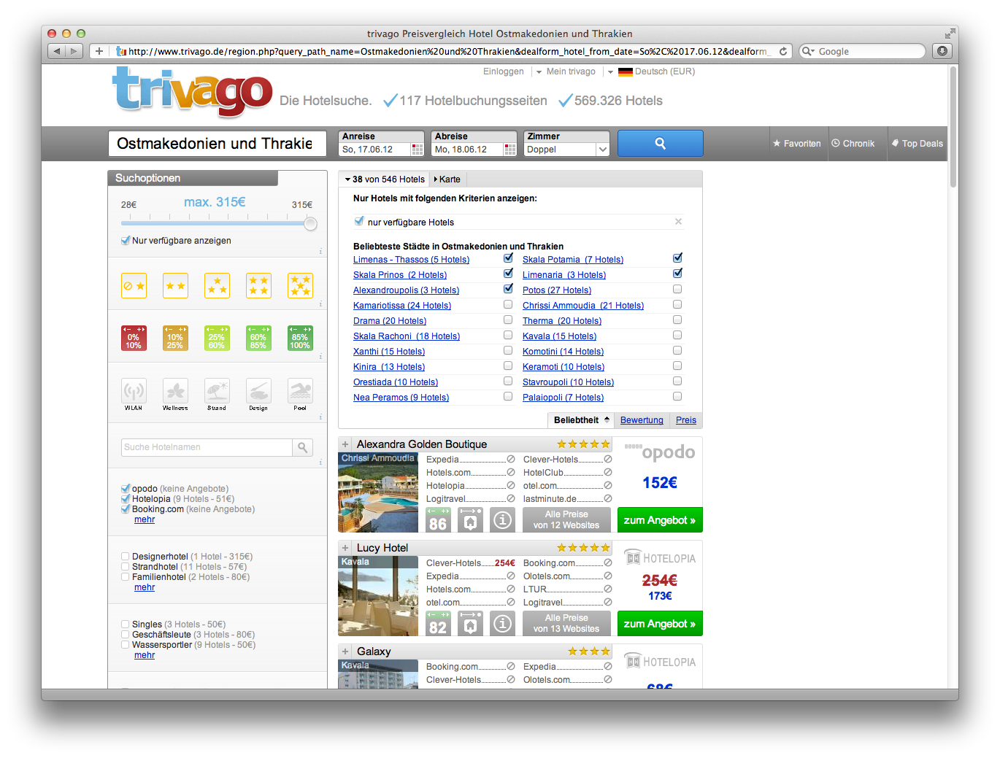 trivago Preisvergleich Hotel Ostmakedonien und Thrakien
http://www.trivago.de/region.php?query_path_name=Ostmakedonien%20und%20Thrakien&dealform_hotel_from_date=So%2C%2017.06.12&dealform_
Google
Einloggen Mein trivago Deutsch (EUR)
trivago
Die Hotelsuche. 117 Hotelbuchungsseiten 569.326 Hotels
Ostmakedonien und Thrakie
Anreise
So, 17.06.12
Abreise
Mo, 18.06.12
Zimmer
Doppel
Favoriten Chronik Top Deals
Suchoptionen
28€ max. 315€ 315€
Nur verfügbare anzeigen
0% 10%
10% 25%
25% 60%
60% 85%
85% 100%
WLAN Wellness Strand Design Pool
Suche Hotelnamen
opodo (keine Angebote)
Hotelopia (9 Hotels - 51€)
Booking.com (keine Angebote)
mehr
Designerhotel (1 Hotel - 315€)
Strandhotel (11 Hotels - 57€)
Familienhotel (2 Hotels - 80€)
mehr
Singles (3 Hotels - 50€)
Geschäftsleute (3 Hotels - 80€)
Wassersportler (9 Hotels - 50€)
mehr
38 von 546 Hotels Karte
Nur Hotels mit folgenden Kriterien anzeigen:
nur verfügbare Hotels
Beliebteste Städte in Ostmakedonien und Thrakien
Limenas - Thassos (5 Hotels) Skala Potamia (7 Hotels)
Skala Prinos (2 Hotels) Limenaria (3 Hotels)
Alexandroupolis (3 Hotels) Potos (27 Hotels)
Kamariotissa (24 Hotels) Chrissi Ammoudia (21 Hotels)
Drama (20 Hotels) Therma (20 Hotels)
Skala Rachoni (18 Hotels) Kavala (15 Hotels)
Xanthi (15 Hotels) Komotini (14 Hotels)
Kinira (13 Hotels) Keramoti (10 Hotels)
Orestiada (10 Hotels) Stavroupoli (10 Hotels)
Nea Peramos (9 Hotels) Palaiopoli (7 Hotels)
Beliebtheit Bewertung Preis
Alexandra Golden Boutique
Chrissi Ammoudia (
Expedia Clever-Hotels
Hotels.com HotelClub
Hotelopia otel.com
Logitravel lastminute.de
86
Alle Preise
von 12 Websites
opodo
152€
zum Angebot »
Lucy Hotel
Kavala
Clever-Hotels 254€ Booking.com
Expedia Olotels.com
Hotels.com LTUR
otel.com Logitravel
82
Alle Preise
von 13 Websites
HOTELOPIA
254€
173€
zum Angebot »
Galaxy
Kavala
Booking.com Expedia
Clever-Hotels Olotels.com
HOTELOPIA
68€